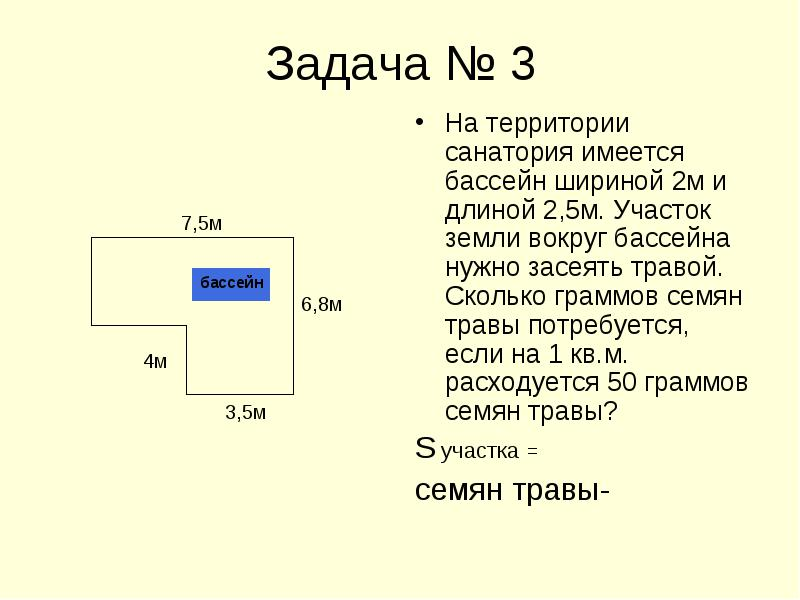 Задача № 3
7,5м
бассейн
6,8м
4м
3,5м
• На территории
санатория имеется
бассейн шириной 2м и
длиной 2,5м. Участок
земли вокруг бассейна
нужно засеять травой.
Сколько граммов семян
травы потребуется,
если на 1 кв.м.
расходуется 50 граммов
семян травы?
S участка =
семян травы-